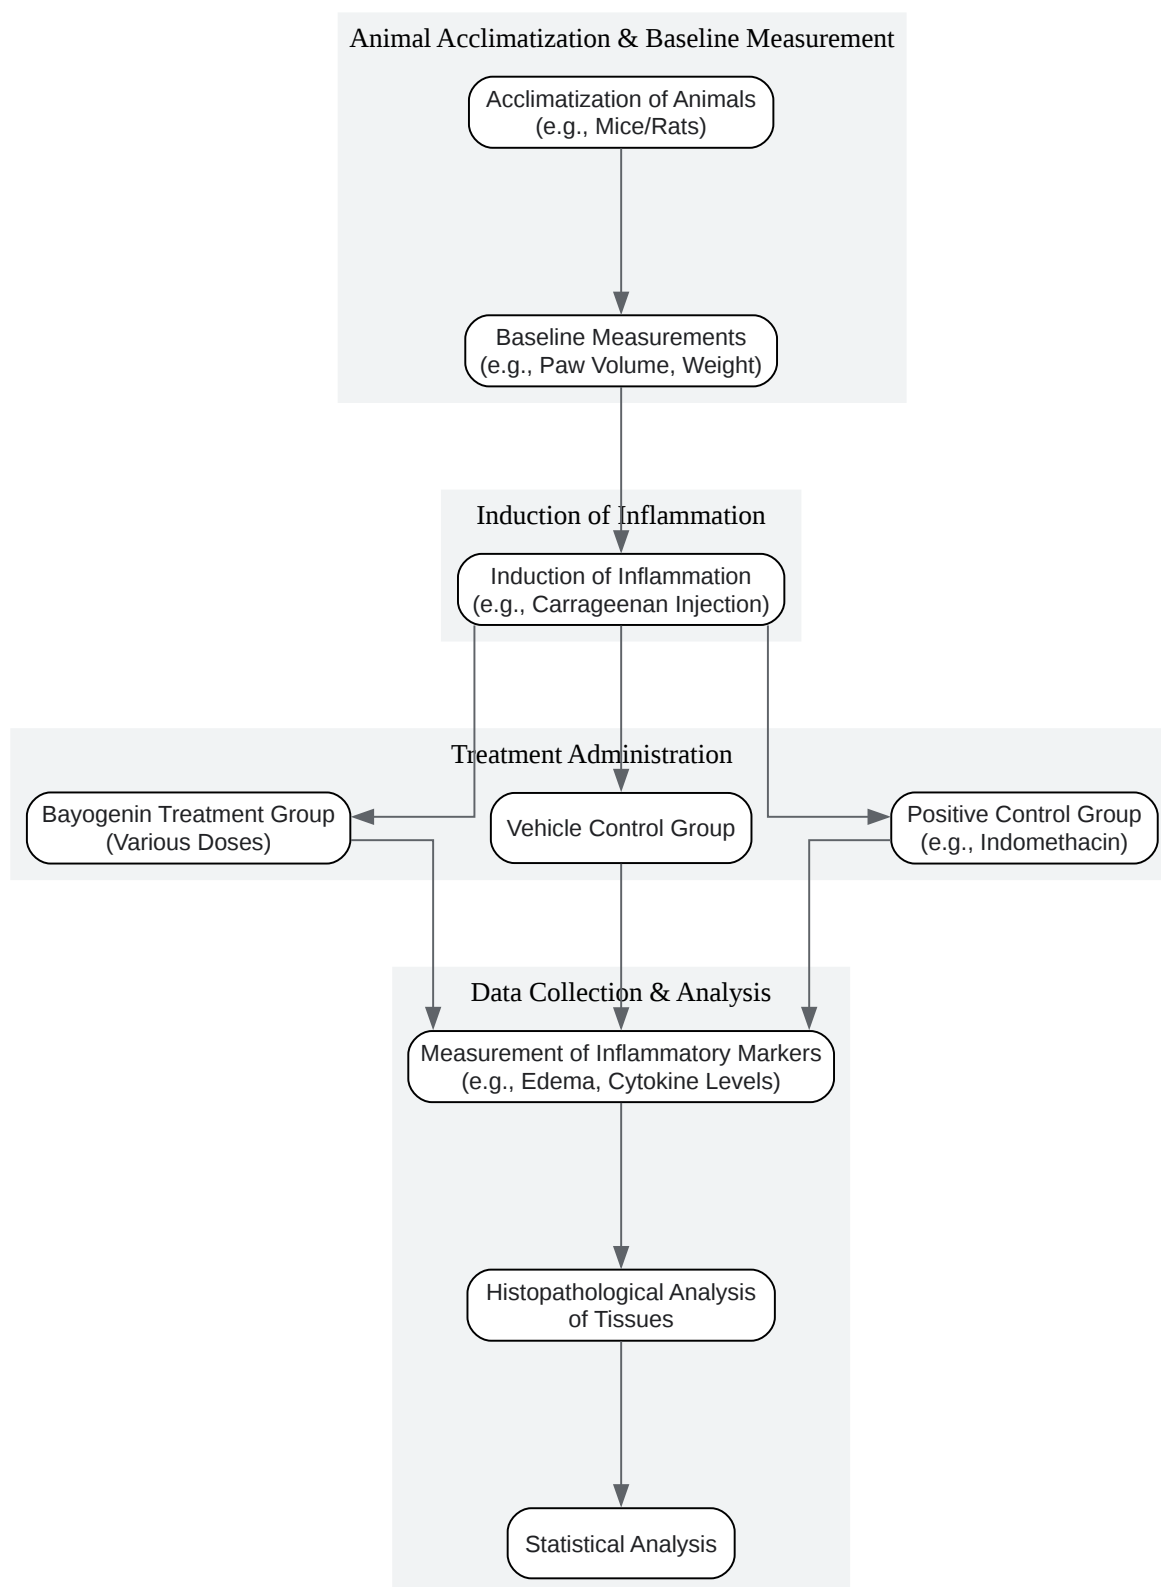 Animal Acclimatization & Baseline Measurement
Acclimatization of Animals
(e.g., Mice/Rats)
Baseline Measurements
(e.g., Paw Volume, Weight)
Induction of Inflammation
Induction of Inflammation
(e.g., Carrageenan Injection)
Treatment Administration
Bayogenin Treatment Group
(Various Doses)
Vehicle Control Group
Positive Control Group
(e.g., Indomethacin)
Data Collection & Analysis
Measurement of Inflammatory Markers
(e.g., Edema, Cytokine Levels)
Histopathological Analysis
of Tissues
Statistical Analysis